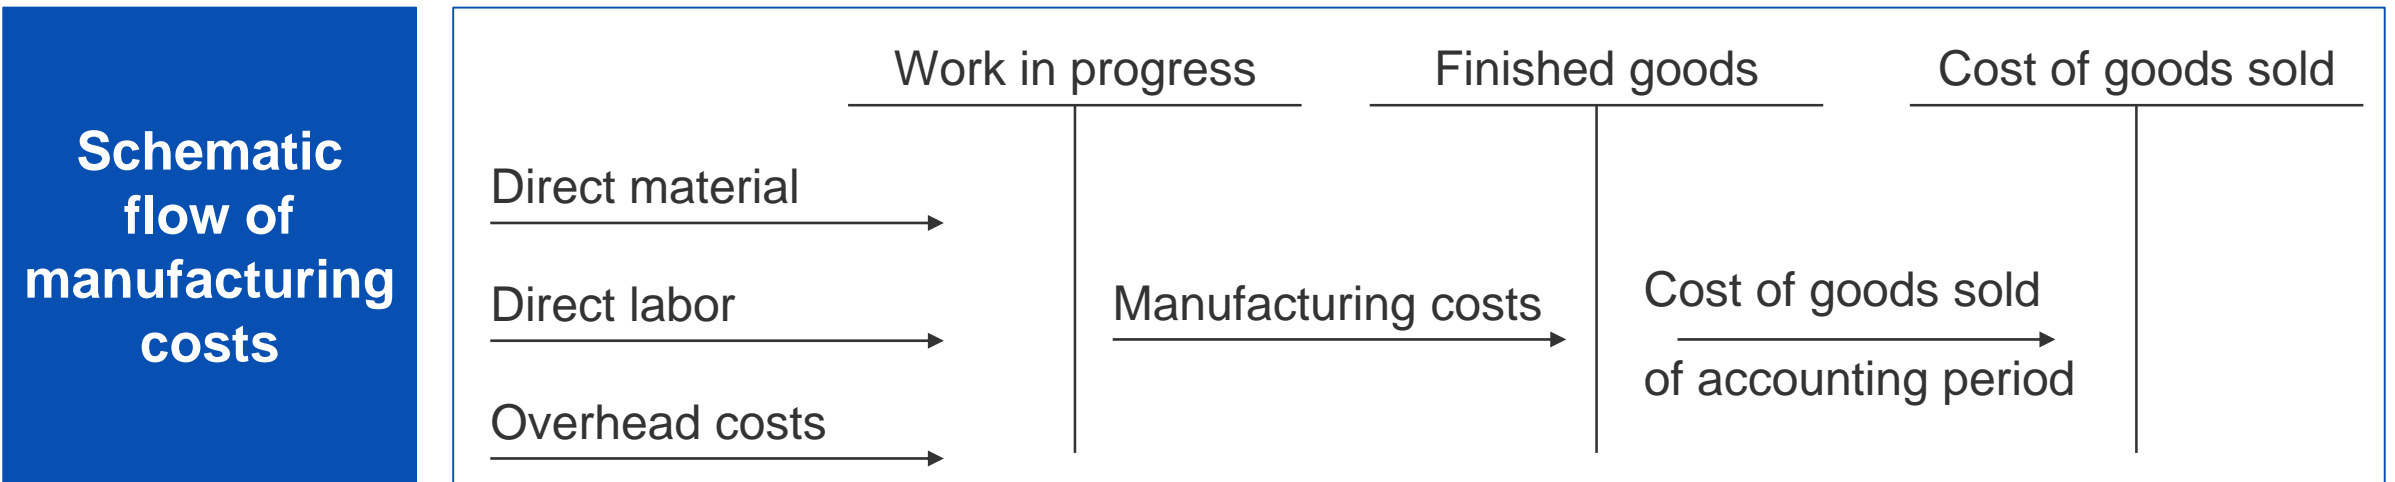 Schematic
flow of
manufacturing
costs
Work in progress
Finished goods
Cost of goods sold
Direct material
Direct labor
Overhead costs
Manufacturing costs
Cost of goods sold
of accounting period